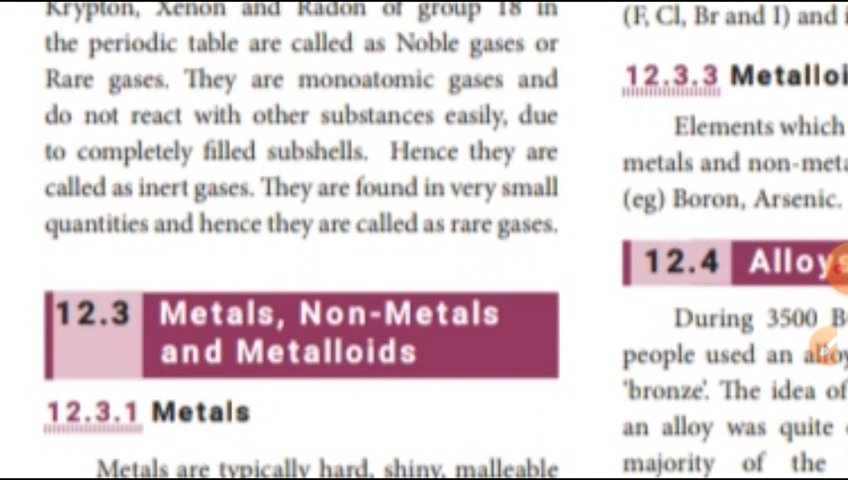 Krypton, Xenon and Radon of group 18 in
the periodic table are called as Noble gases or
Rare gases. They are monoatomic gases and
do not react with other substances easily, due
to completely filled subshells. Hence they are
called as inert gases. They are found in very small
quantities and hence they are called as rare gases.
12.3 Metals, Non-Metals
and Metalloids
12.3.1 Metals
Metals are typically hard, shiny, malleable
(F, Cl, Br and I) and
12.3.3 Metalloi
Elements which
metals and non-meta
(eg) Boron, Arsenic.
12.4 Alloys
During 3500 B
people used an alloy
'bronze'. The idea of
an alloy was quite
majority of the